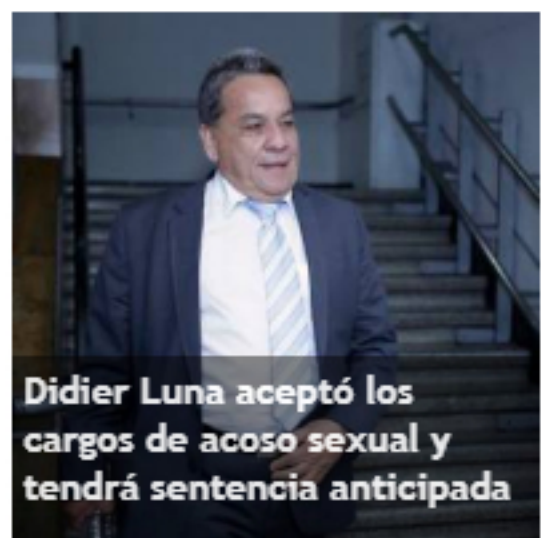 Didier Luna aceptó los
cargos de acoso sexual y
tendrá sentencia anticipada